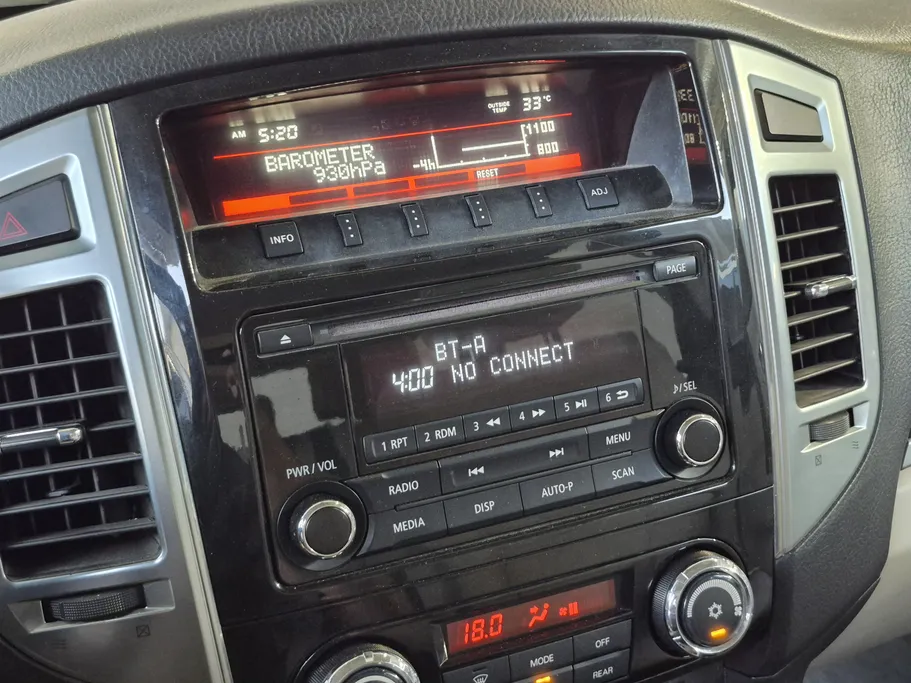 OUTSIDE TEMP 33°C
AM 5:20
1100
BAROMETER
930hPa
-4h
800
RESET
INFO
ADJ
PAGE
BT-A
4:00 NO CONNECT
♪/SEL
1 RPT 2 RDM 3 ◀◀ 4 ▶▶ 5 ▶II 6
PWR / VOL
RADIO
MENU
MEDIA DISP AUTO-P SCAN
18.0
MODE OFF
REAR